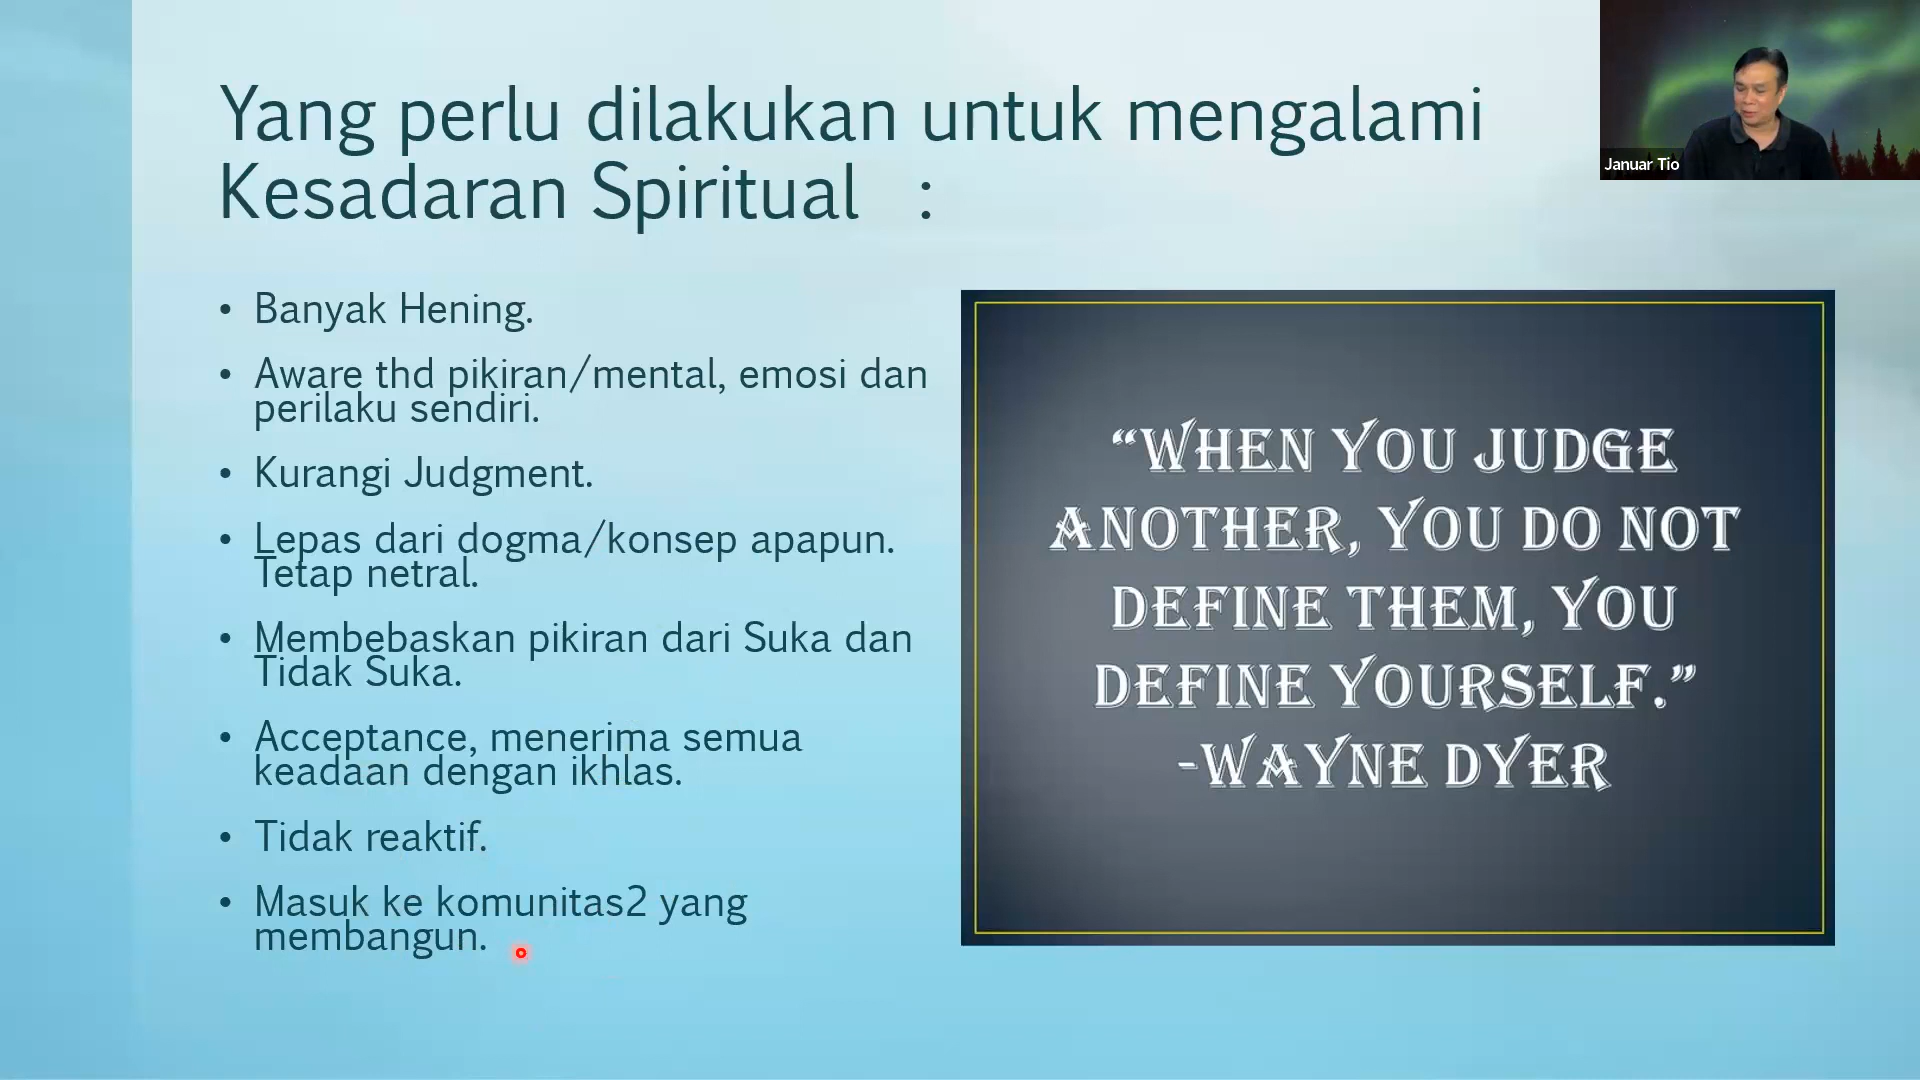 Yang perlu dilakukan untuk mengalami
Kesadaran Spiritual :
Januar Tio
• Banyak Hening.
• Aware thd pikiran/mental, emosi dan
perilaku sendiri.
• Kurangi Judgment.
• Lepas dari dogma/konsep apapun.
Tetap netral.
• Membebaskan pikiran dari Suka dan
Tidak Suka.
• Acceptance, menerima semua
keadaan dengan ikhlas.
• Tidak reaktif.
• Masuk ke komunitas2 yang
membangun.
“WHEN YOU JUDGE
ANOTHER, YOU DO NOT
DEFINE THEM, YOU
DEFINE YOURSELF.”
-WAYNE DYER